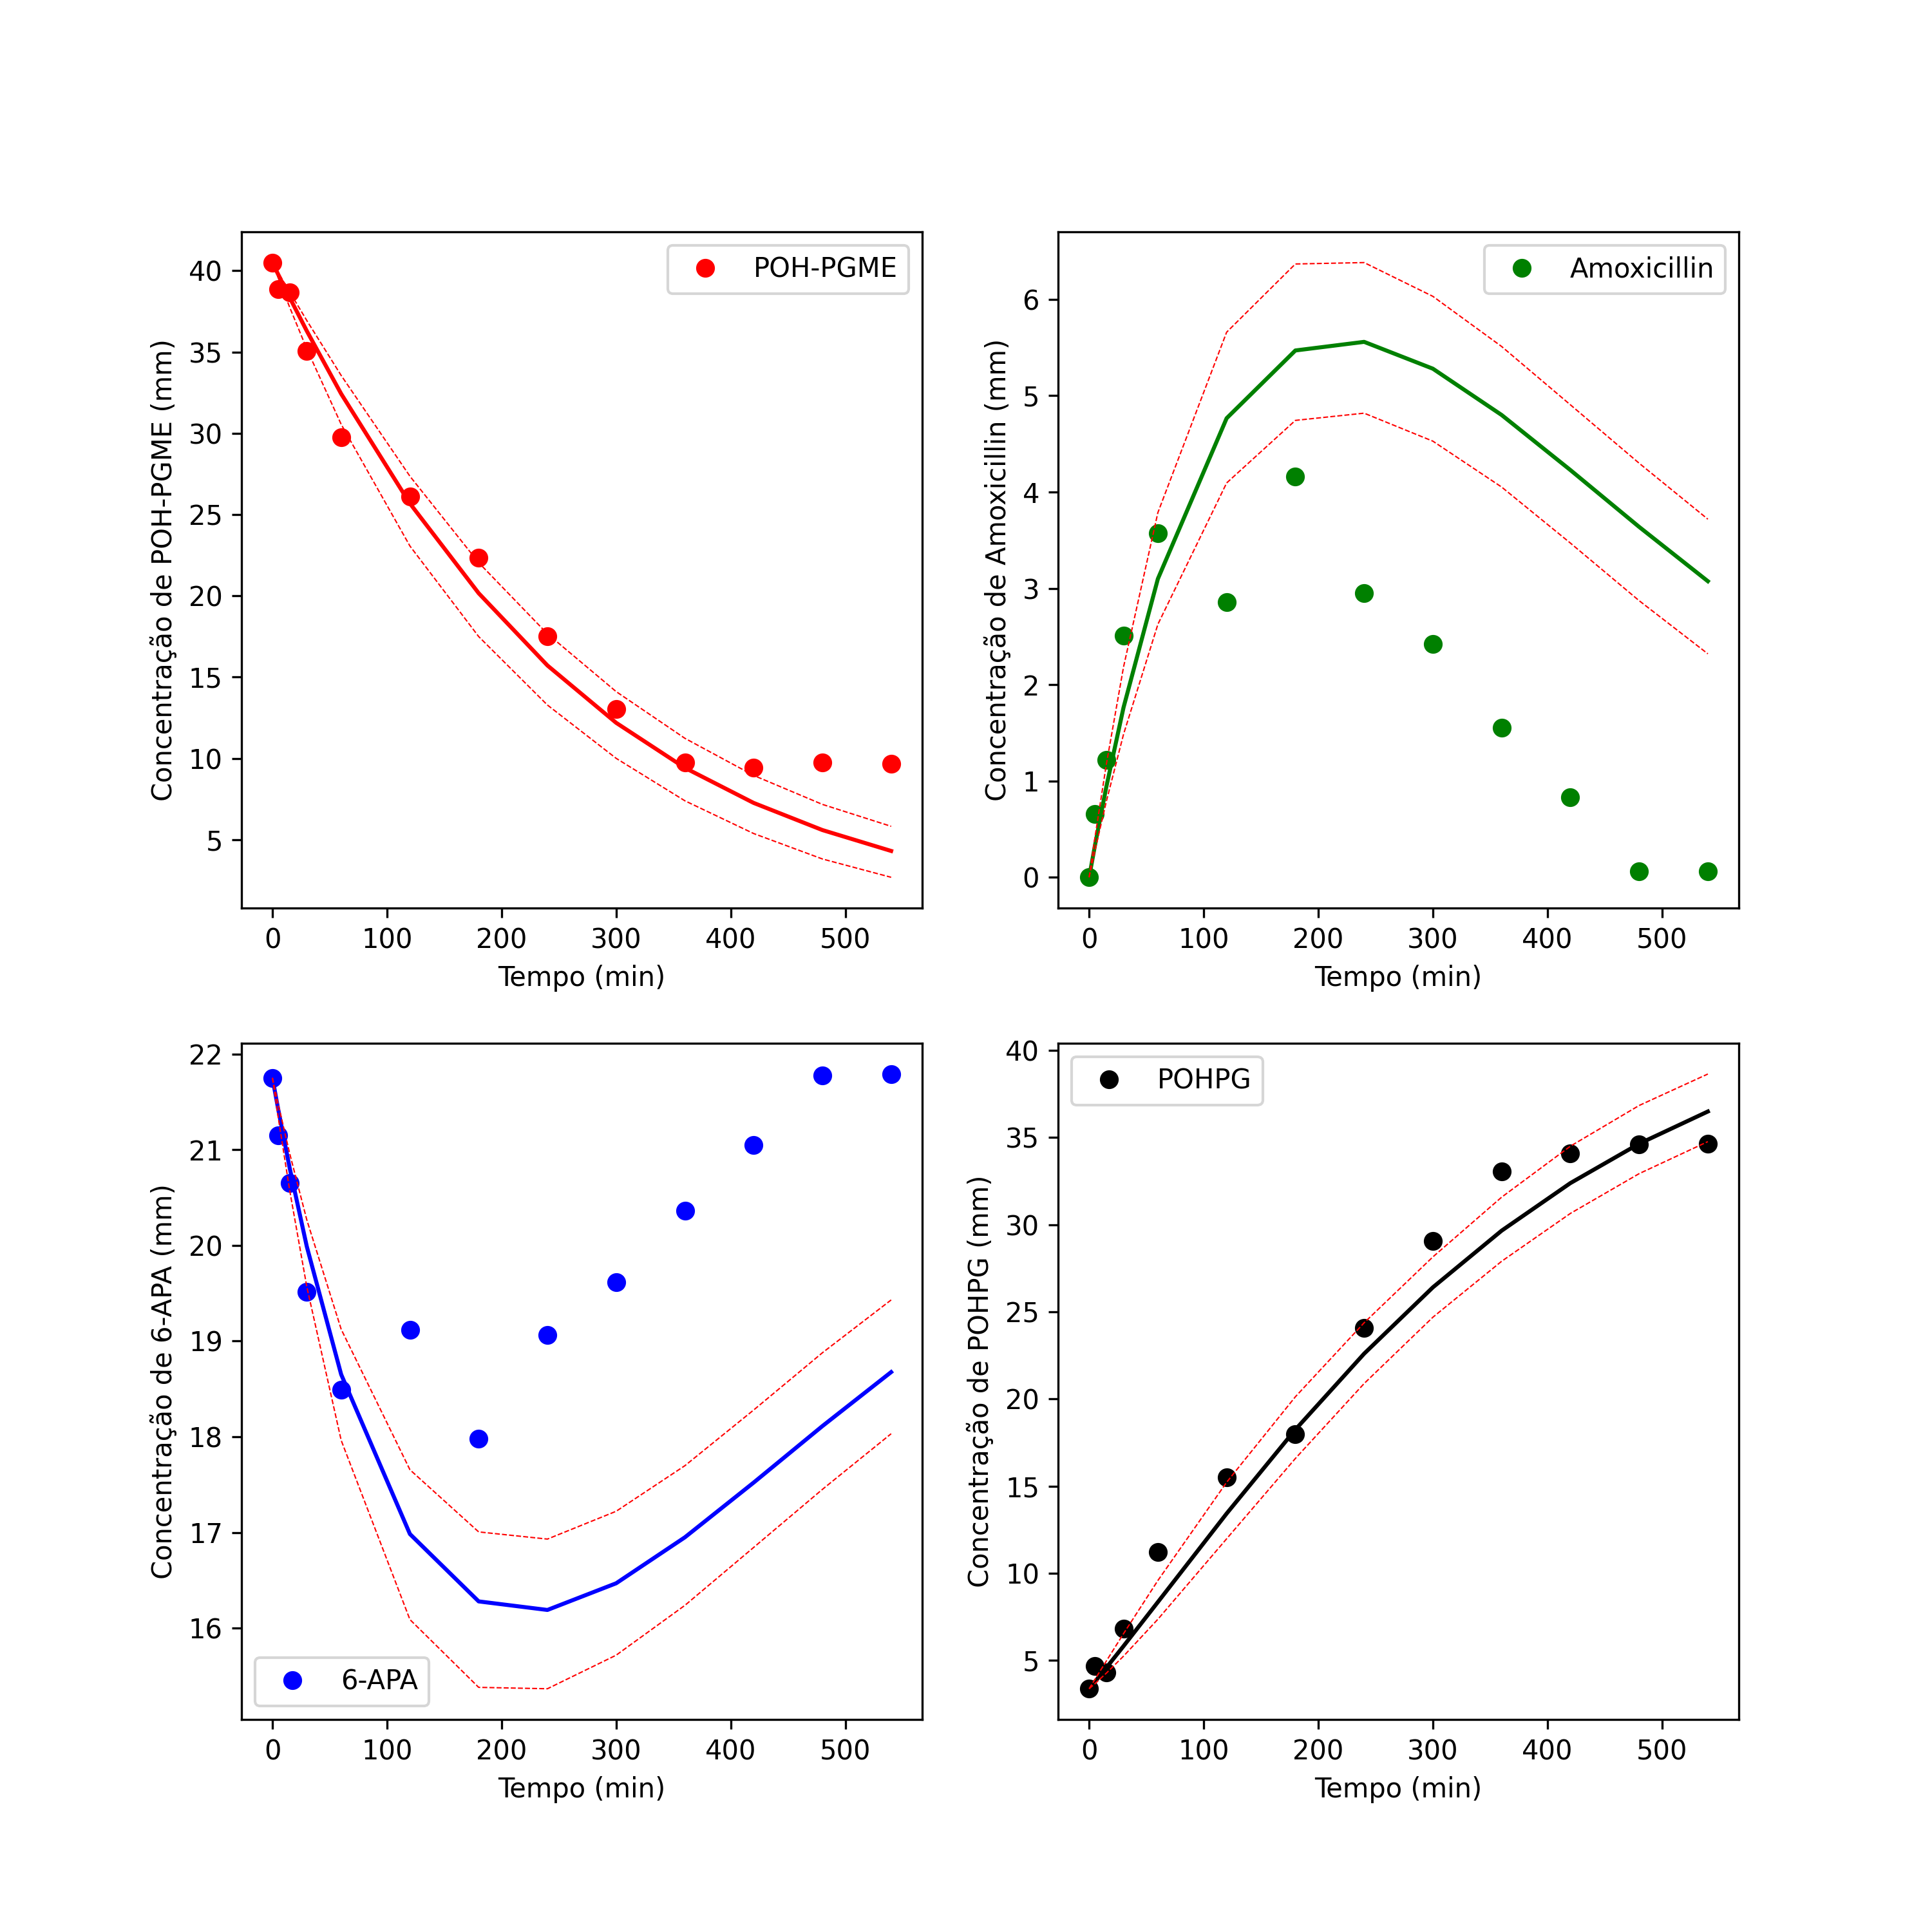 POH-PGME
40
35
30
25
20
15
10
5
Concentração de POH-PGME (mm)
0 100 200 300 400 500
Tempo (min)
Amoxicillin
6
5
4
3
2
1
0
Concentração de Amoxicillin (mm)
0 100 200 300 400 500
Tempo (min)
22
21
20
19
18
17
16
Concentração de 6-APA (mm)
6-APA
0 100 200 300 400 500
Tempo (min)
POHPG
40
35
30
25
20
15
10
5
Concentração de POHPG (mm)
0 100 200 300 400 500
Tempo (min)